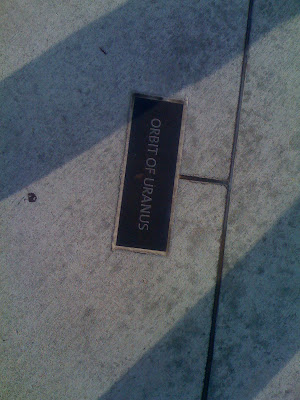 ORBIT OF URANUS